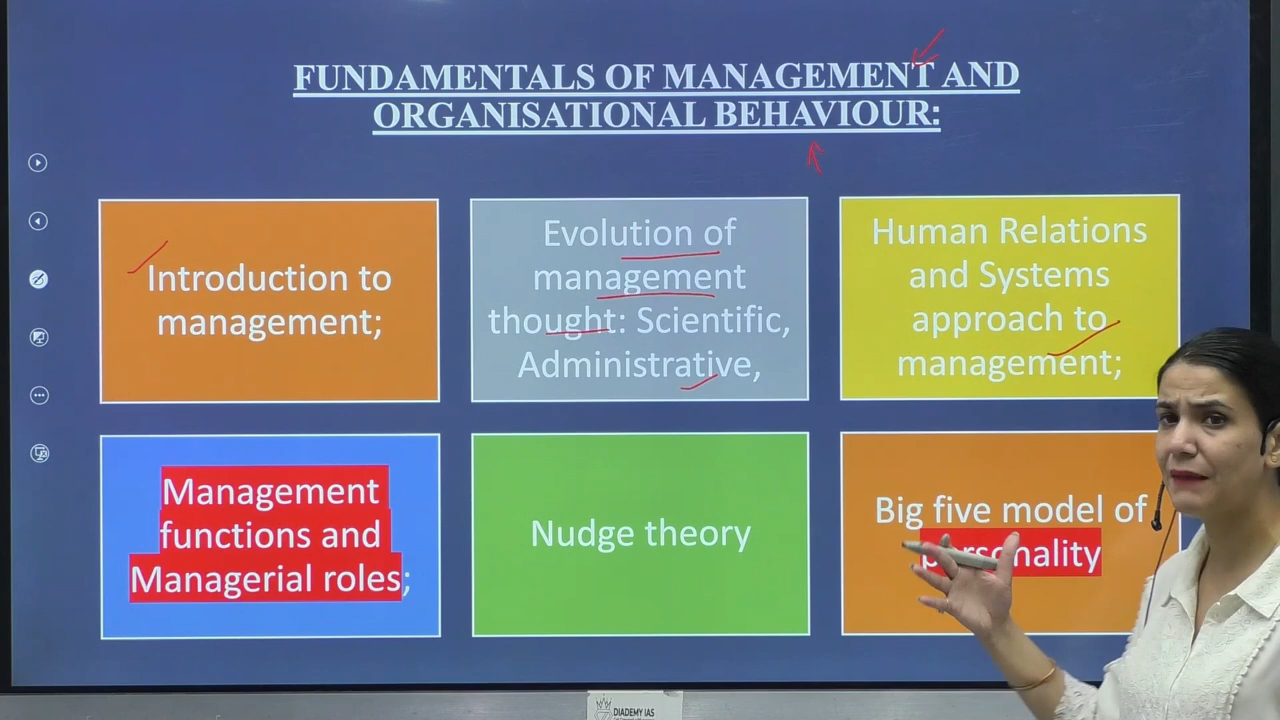 FUNDAMENTALS OF MANAGEMENT AND
ORGANISATIONAL BEHAVIOUR:
Introduction to
management;
Evolution of
management
thought: Scientific,
Administrative,
Human Relations
and Systems
approach to
management;
Management
functions and
Managerial roles;
Nudge theory
Big five model of
personality
DIADEMY IAS